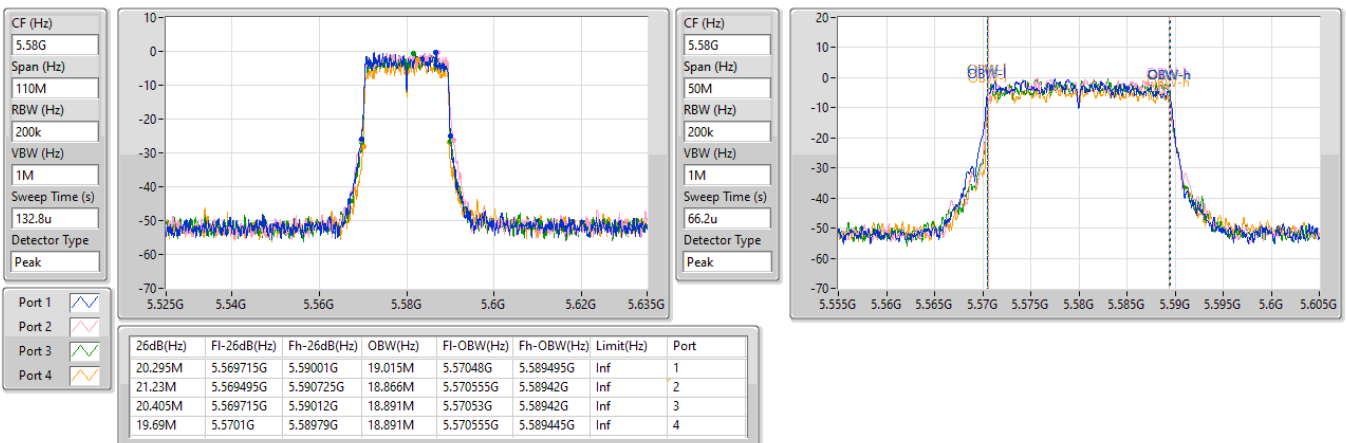 CF (Hz)
5.58G
Span (Hz)
110M
RBW (Hz)
200k
VBW (Hz)
1M
Sweep Time (s)
132.8u
Detector Type
Peak
10
0
-10
-20
-30
-40
-50
-60
-70
5.525G 5.54G 5.56G 5.58G 5.6G 5.62G 5.635G
CF (Hz)
5.58G
Span (Hz)
50M
RBW (Hz)
200k
VBW (Hz)
1M
Sweep Time (s)
66.2u
Detector Type
Peak
20
10
0
-10
-20
-30
-40
-50
-60
-70
OBW-l OBW-h
5.555G 5.56G 5.565G 5.57G 5.575G 5.58G 5.585G 5.59G 5.595G 5.6G 5.605G
Port 1
Port 2
Port 3
Port 4
26dB(Hz) Fl-26dB(Hz) Fh-26dB(Hz) OBW(Hz) Fl-OBW(Hz) Fh-OBW(Hz) Limit(Hz) Port
20.295M 5.569715G 5.59001G 19.015M 5.57048G 5.589495G Inf 1
21.23M 5.569495G 5.590725G 18.866M 5.570555G 5.58942G Inf 2
20.405M 5.569715G 5.59012G 18.891M 5.57053G 5.58942G Inf 3
19.69M 5.5701G 5.58979G 18.891M 5.570555G 5.589445G Inf 4